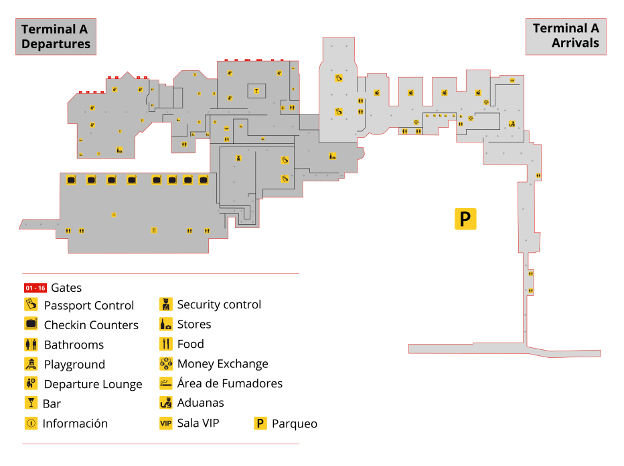 Terminal A
Departures
Terminal A
Arrivals
P
01 - 16 Gates
Passport Control
Security control
Checkin Counters
Stores
Bathrooms
Food
Playground
Money Exchange
Departure Lounge
Área de Fumadores
Bar
Aduanas
Información
VIP Sala VIP
P Parqueo